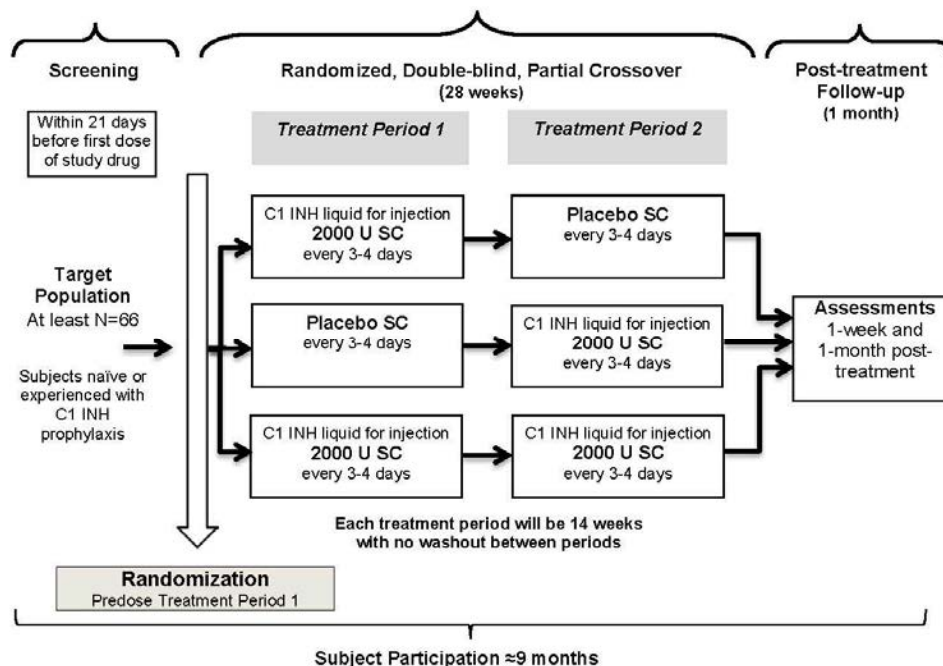 Screening
Within 21 days
before first dose
of study drug
Randomized, Double-blind, Partial Crossover
(28 weeks)
Treatment Period 1
Treatment Period 2
Post-treatment
Follow-up
(1 month)
Target
Population
At least N=66
Subjects naïve or
experienced with
C1 INH
prophylaxis
C1 INH liquid for injection
2000 U SC
every 3-4 days
Placebo SC
every 3-4 days
Placebo SC
every 3-4 days
C1 INH liquid for injection
2000 U SC
every 3-4 days
C1 INH liquid for injection
2000 U SC
every 3-4 days
C1 INH liquid for injection
2000 U SC
every 3-4 days
Assessments
1-week and
1-month post-
treatment
Each treatment period will be 14 weeks
with no washout between periods
Randomization
Predose Treatment Period 1
Subject Participation ≈9 months